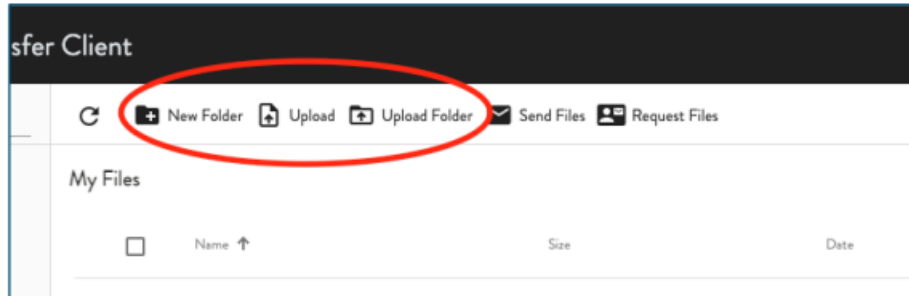 sfer Client
New Folder Upload Upload Folder Send Files Request Files
My Files
Name Size Date